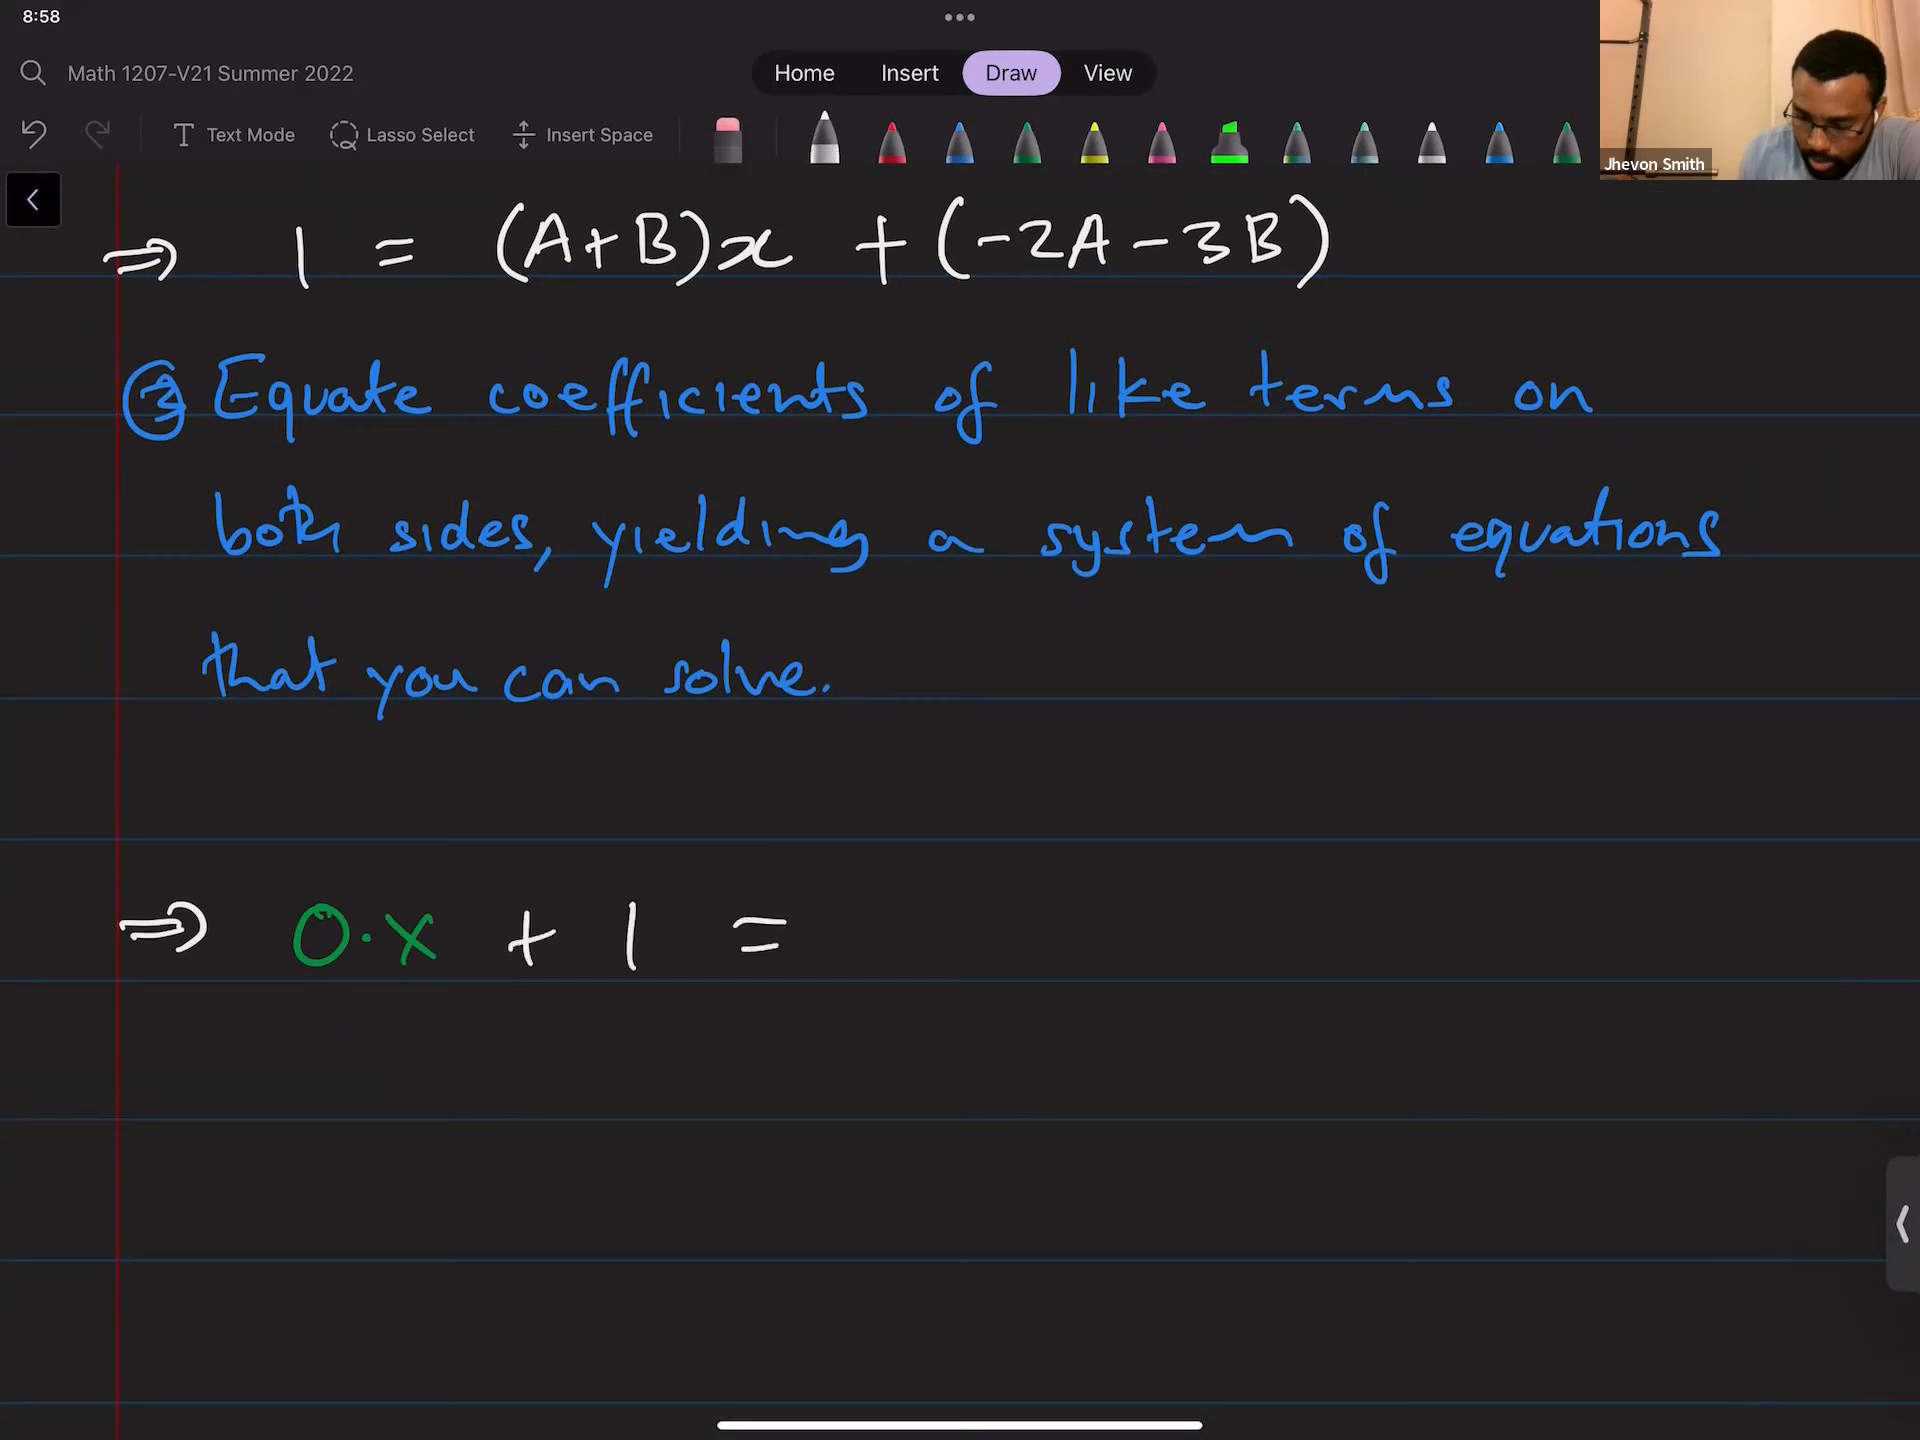 8:58
Math 1207-V21 Summer 2022
Home Insert Draw View
Text Mode Lasso Select Insert Space
Jhevon Smith
⇒ 1 = (A+B)x + (-2A-3B)
③ Equate coefficients of like terms on
both sides, yielding a system of equations
that you can solve.
⇒ 0·x + 1 =